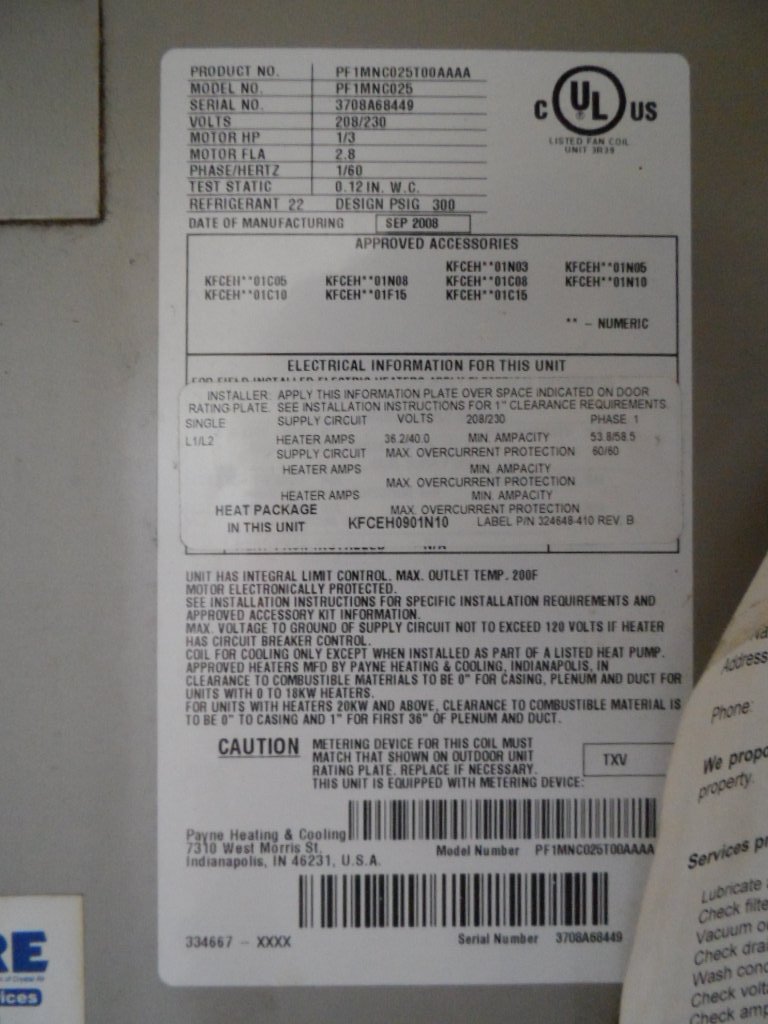 PRODUCT NO. PF1MNC025T00AAAA
MODEL NO. PF1MNC025
SERIAL NO. 3708A68449
VOLTS 208/230
MOTOR HP 1/3
MOTOR FLA 2.8
PHASE/HERTZ 1/60
TEST STATIC 0.12 IN. W.C.
REFRIGERANT 22 DESIGN PSIG 300
DATE OF MANUFACTURING SEP 2008
C UL US
®
LISTED FAN COIL
UNIT 3R39
APPROVED ACCESSORIES
KFCEH**01N03 KFCEH**01N05
KFCEH**01C05 KFCEH**01N08 KFCEH**01C08 KFCEH**01N10
KFCEH**01C10 KFCEH**01F15 KFCEH**01C15
** - NUMERIC
ELECTRICAL INFORMATION FOR THIS UNIT
INSTALLER: APPLY THIS INFORMATION PLATE OVER SPACE INDICATED ON DOOR
RATING PLATE. SEE INSTALLATION INSTRUCTIONS FOR 1" CLEARANCE REQUIREMENTS.
SINGLE SUPPLY CIRCUIT VOLTS 208/230 PHASE 1
L1/L2 HEATER AMPS 36.2/40.0 MIN. AMPACITY 53.8/58.5
SUPPLY CIRCUIT MAX. OVERCURRENT PROTECTION 60/60
HEATER AMPS MIN. AMPACITY
MAX. OVERCURRENT PROTECTION
HEATER AMPS MIN. AMPACITY
HEAT PACKAGE MAX. OVERCURRENT PROTECTION
IN THIS UNIT KFCEH0901N10 LABEL P/N 324648-410 REV. B
UNIT HAS INTEGRAL LIMIT CONTROL. MAX. OUTLET TEMP. 200F
MOTOR ELECTRONICALLY PROTECTED.
SEE INSTALLATION INSTRUCTIONS FOR SPECIFIC INSTALLATION REQUIREMENTS AND
APPROVED ACCESSORY KIT INFORMATION.
MAX. VOLTAGE TO GROUND OF SUPPLY CIRCUIT NOT TO EXCEED 120 VOLTS IF HEATER
HAS CIRCUIT BREAKER CONTROL.
COIL FOR COOLING ONLY EXCEPT WHEN INSTALLED AS PART OF A LISTED HEAT PUMP.
APPROVED HEATERS MFD BY PAYNE HEATING & COOLING, INDIANAPOLIS, IN
CLEARANCE TO COMBUSTIBLE MATERIALS TO BE 0" FOR CASING, PLENUM AND DUCT FOR
UNITS WITH 0 TO 18KW HEATERS.
FOR UNITS WITH HEATERS 20KW AND ABOVE, CLEARANCE TO COMBUSTIBLE MATERIAL IS
TO BE 0" TO CASING AND 1" FOR FIRST 36" OF PLENUM AND DUCT.
CAUTION METERING DEVICE FOR THIS COIL MUST
MATCH THAT SHOWN ON OUTDOOR UNIT
RATING PLATE. REPLACE IF NECESSARY.
THIS UNIT IS EQUIPPED WITH METERING DEVICE:
TXV
Payne Heating & Cooling
7310 West Morris St.
Indianapolis, IN 46231, U.S.A.
Model Number PF1MNC025T00AAAA
334667 - XXXX Serial Number 3708A68449
RE
ices
Address
Phone:
We propo
property.
Services pr
Lubricate
Check filte
Vacuum o
Check drai
Wash cond
Check volt
Check amp